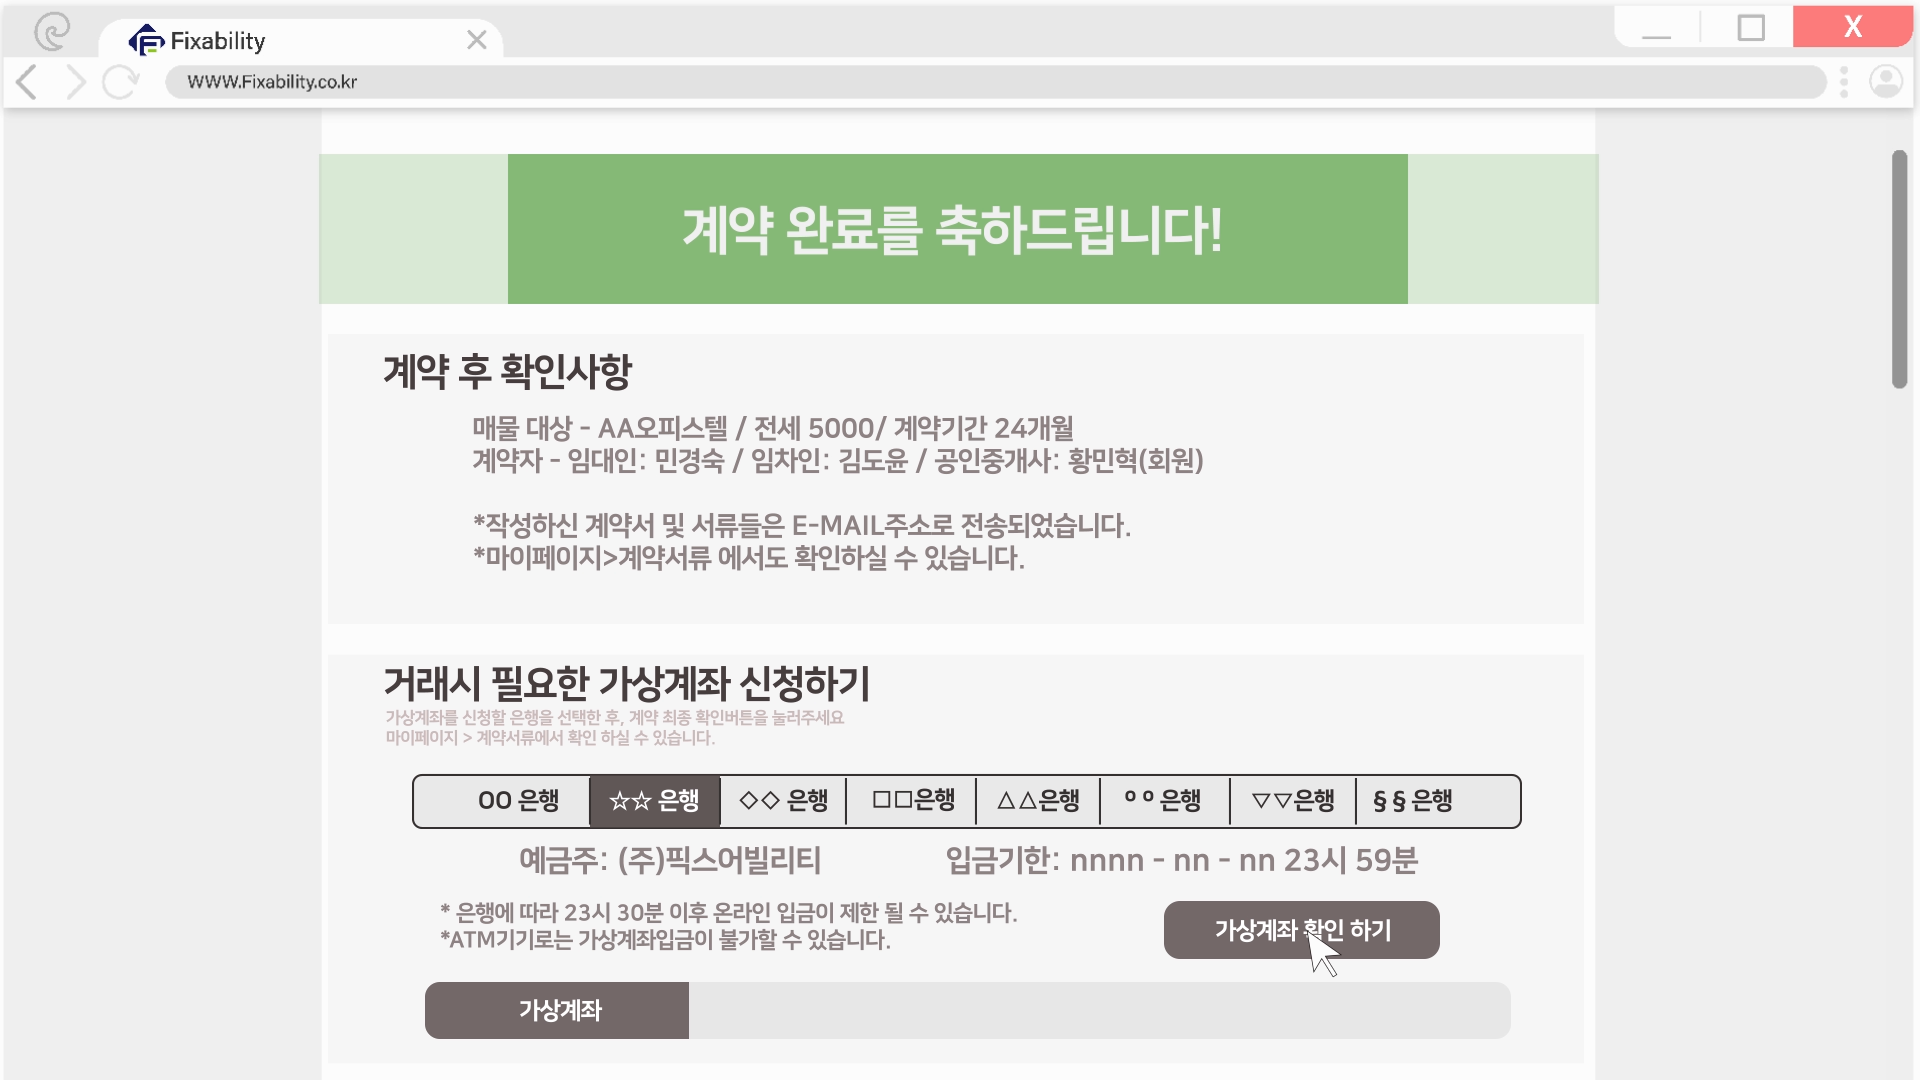 Fixability
X
WWW.Fixability.co.kr
계약 완료를 축하드립니다!
계약 후 확인사항
매물 대상 - AA오피스텔 / 전세 5000/ 계약기간 24개월
계약자 - 임대인: 민경숙 / 임차인: 김도윤 / 공인중개사: 황민혁(회원)
*작성하신 계약서 및 서류들은 E-MAIL주소로 전송되었습니다.
*마이페이지>계약서류 에서도 확인하실 수 있습니다.
거래시 필요한 가상계좌 신청하기
가상계좌를 신청할 은행을 선택한 후, 계약 최종 확인버튼을 눌러주세요
마이페이지 > 계약서류에서 확인 하실 수 있습니다.
OO 은행 ☆☆ 은행 ◇◇ 은행 □□은행 △△은행 ㅇㅇ은행 ▽▽은행 §§은행
예금주: (주)픽스어빌리티 입금기한: nnnn - nn - nn 23시 59분
* 은행에 따라 23시 30분 이후 온라인 입금이 제한 될 수 있습니다.
*ATM기기로는 가상계좌입금이 불가할 수 있습니다.
가상계좌 확인 하기
가상계좌